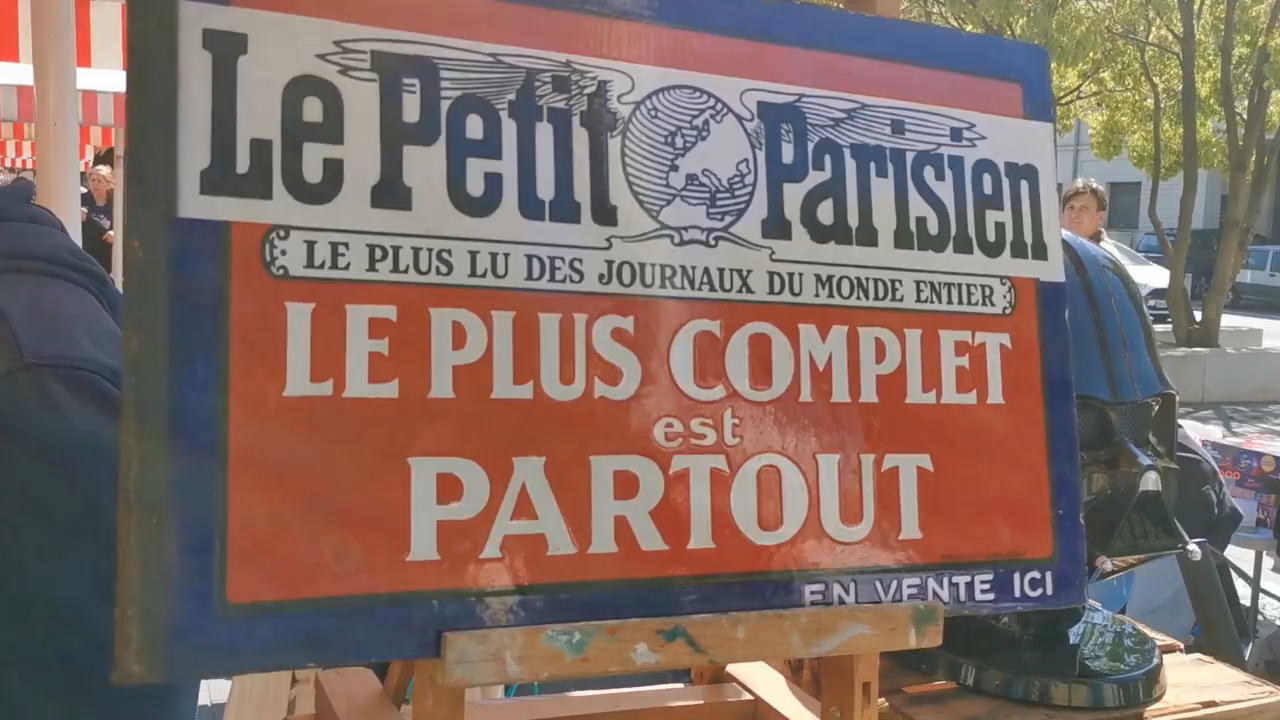 Le Petit Parisien
LE PLUS LU DES JOURNAUX DU MONDE ENTIER
LE PLUS COMPLET
est
PARTOUT
EN VENTE ICI